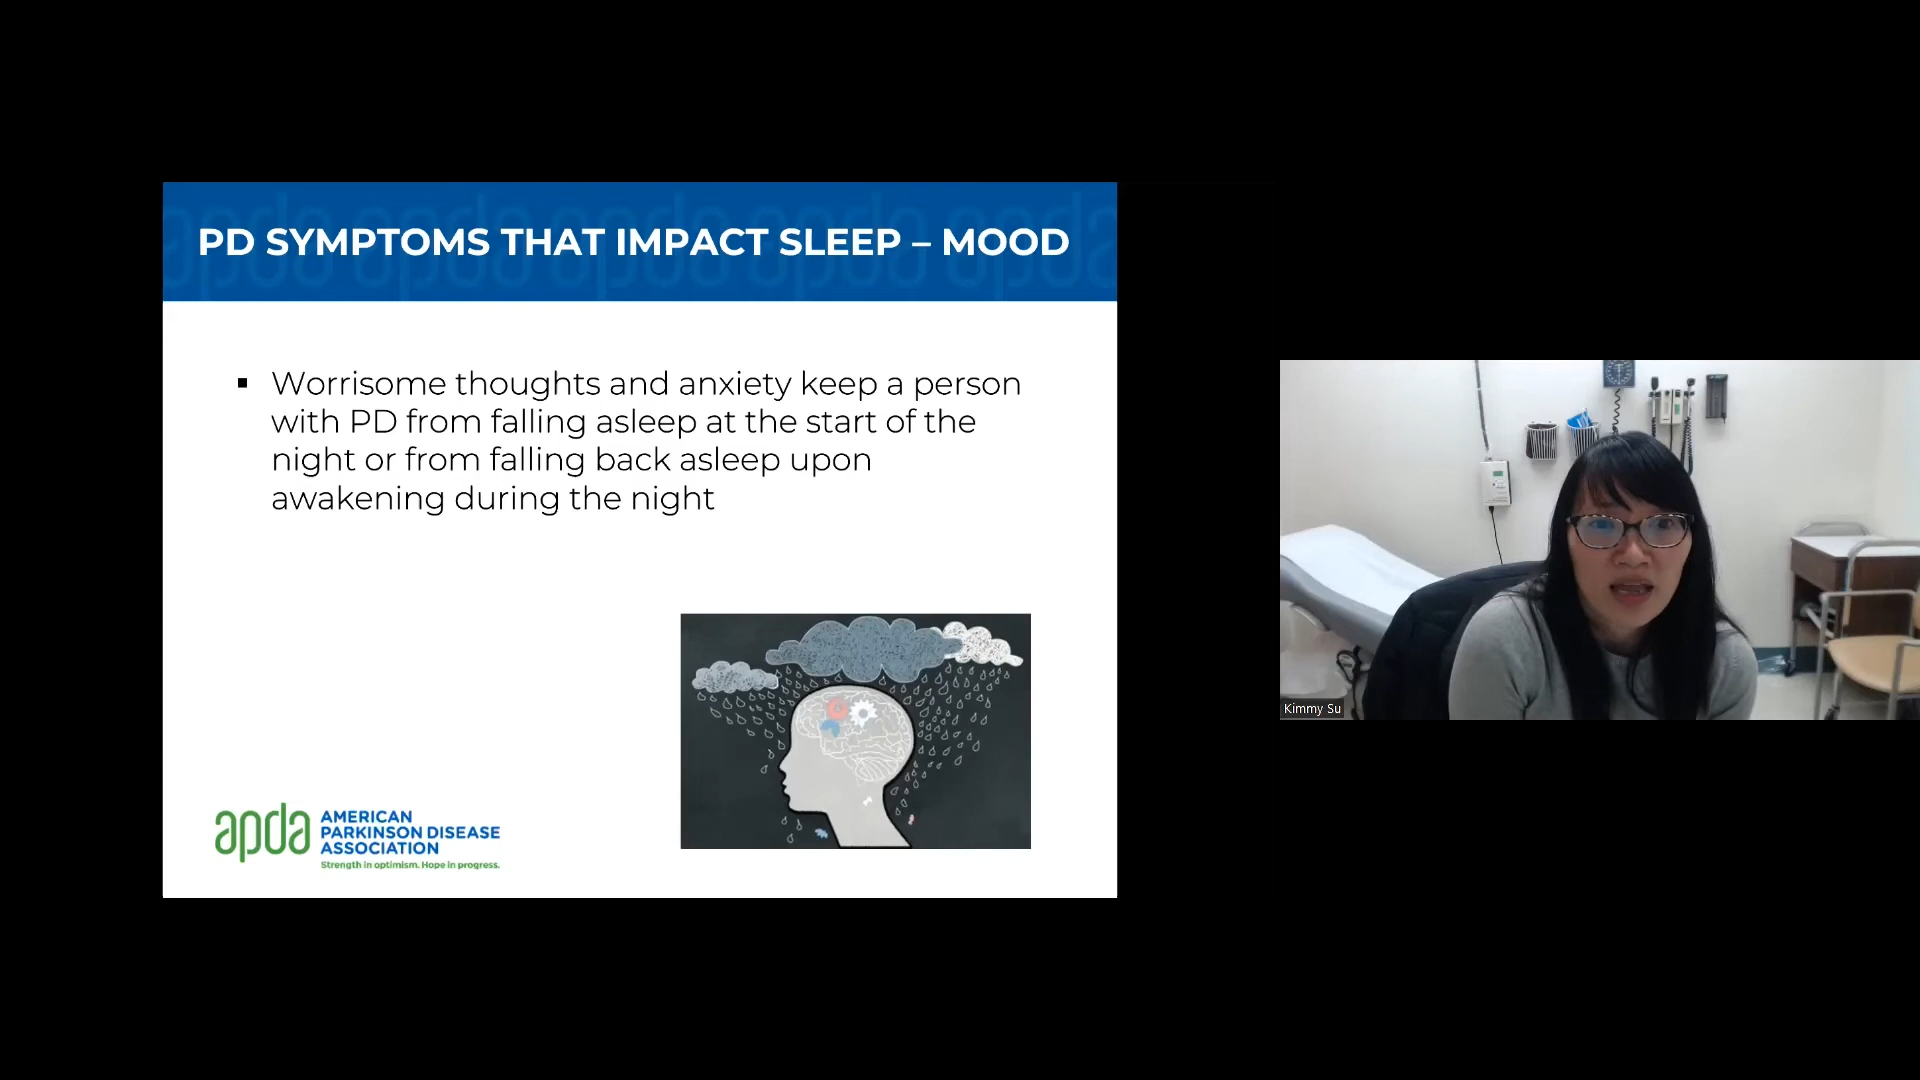 PD SYMPTOMS THAT IMPACT SLEEP – MOOD
▪ Worrisome thoughts and anxiety keep a person
with PD from falling asleep at the start of the
night or from falling back asleep upon
awakening during the night
apda
AMERICAN
PARKINSON DISEASE
ASSOCIATION
Strength in optimism. Hope in progress.
Kimmy Su